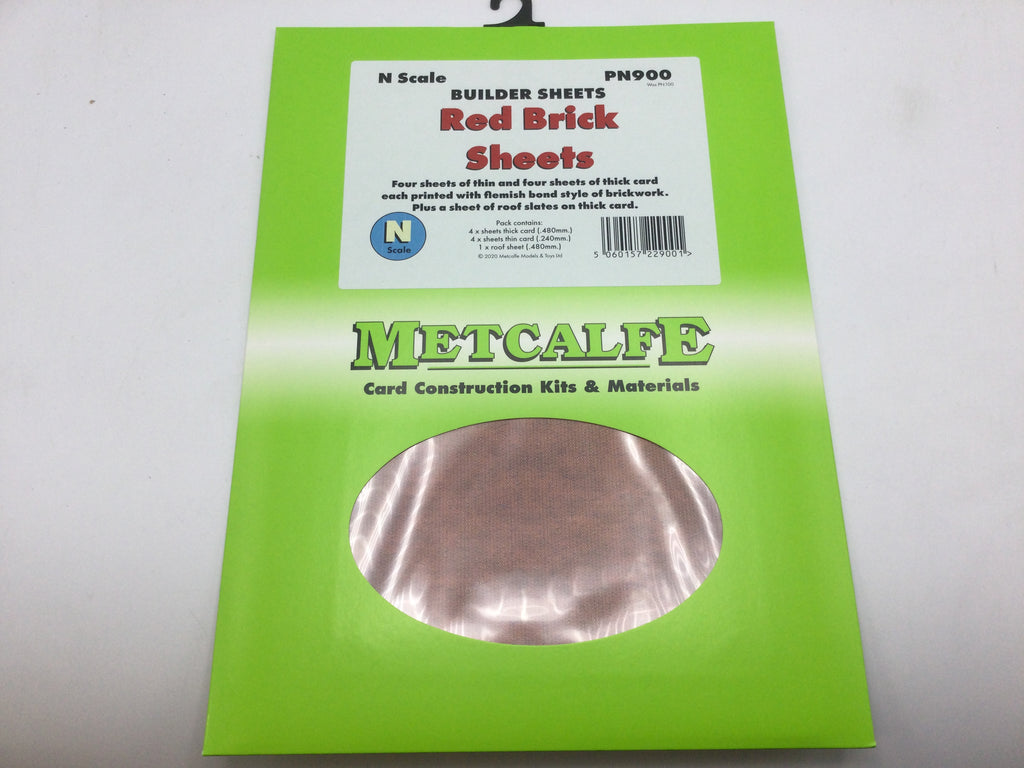 N Scale
PN900
Was PN100
BUILDER SHEETS
Red Brick
Sheets
Four sheets of thin and four sheets of thick card
each printed with flemish bond style of brickwork.
Plus a sheet of roof slates on thick card.
N
Scale
Pack contains:
4 x sheets thick card (.480mm.)
4 x sheets thin card (.240mm.)
1 x roof sheet (.480mm.)
© 2020 Metcalfe Models & Toys Ltd
5 060157 229001 >
METCALFE
Card Construction Kits & Materials